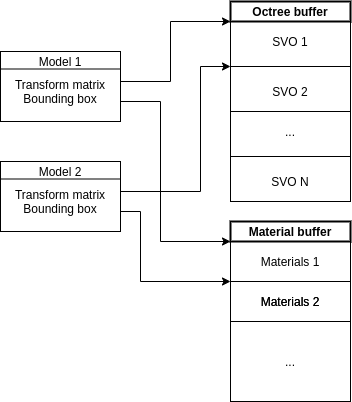 Model 1
Transform matrix
Bounding box
Model 2
Transform matrix
Bounding box
Octree buffer
SVO 1
SVO 2
...
SVO N
Material buffer
Materials 1
Materials 2
...